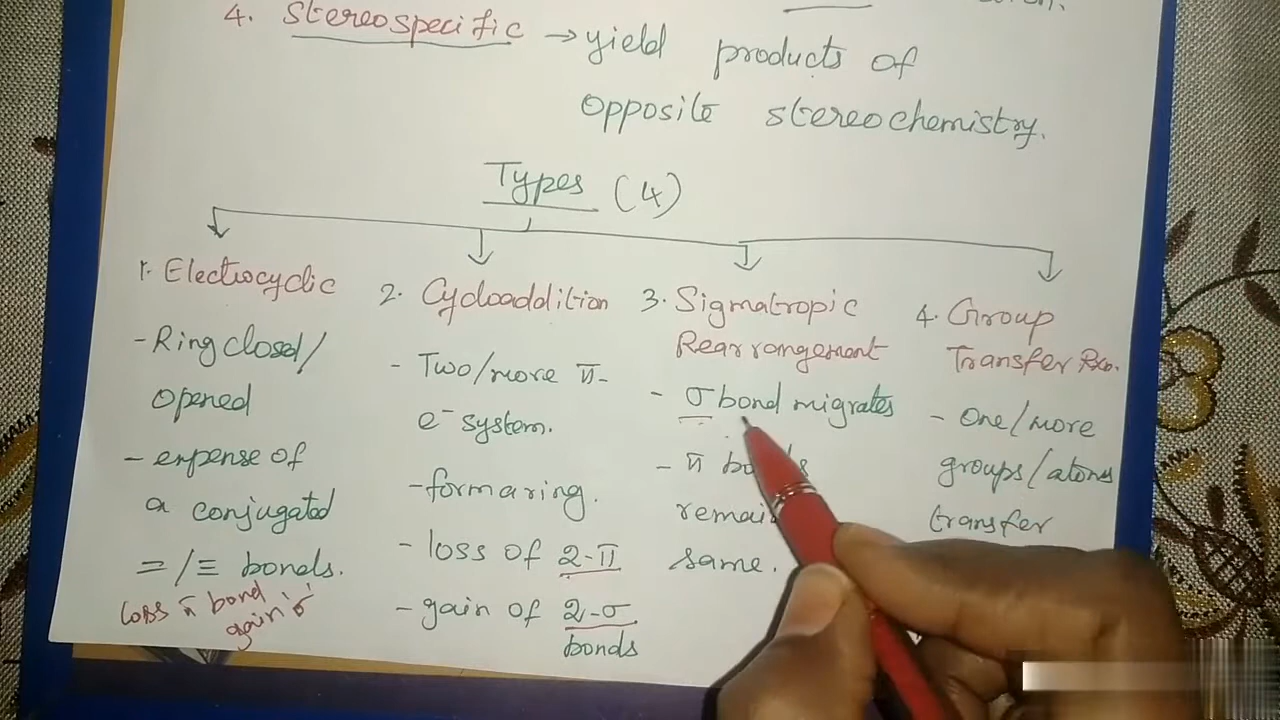 4. Stereospecific → yield products of
opposite stereochemistry.
Types (4)
1. Electrocyclic
- Ring closed/
opened
- expense of
a conjugated
=/≡ bonds.
loss π bond
gain σ
2. Cycloaddition
- Two/more π-
e⁻ system.
- form a ring.
- loss of 2-π
- gain of 2-σ
bonds
3. Sigmatropic
Rearrangement
- σ bond migrates
- π
same.
4. Group
Transfer Rxn.
- One/more
groups/atoms
transfer